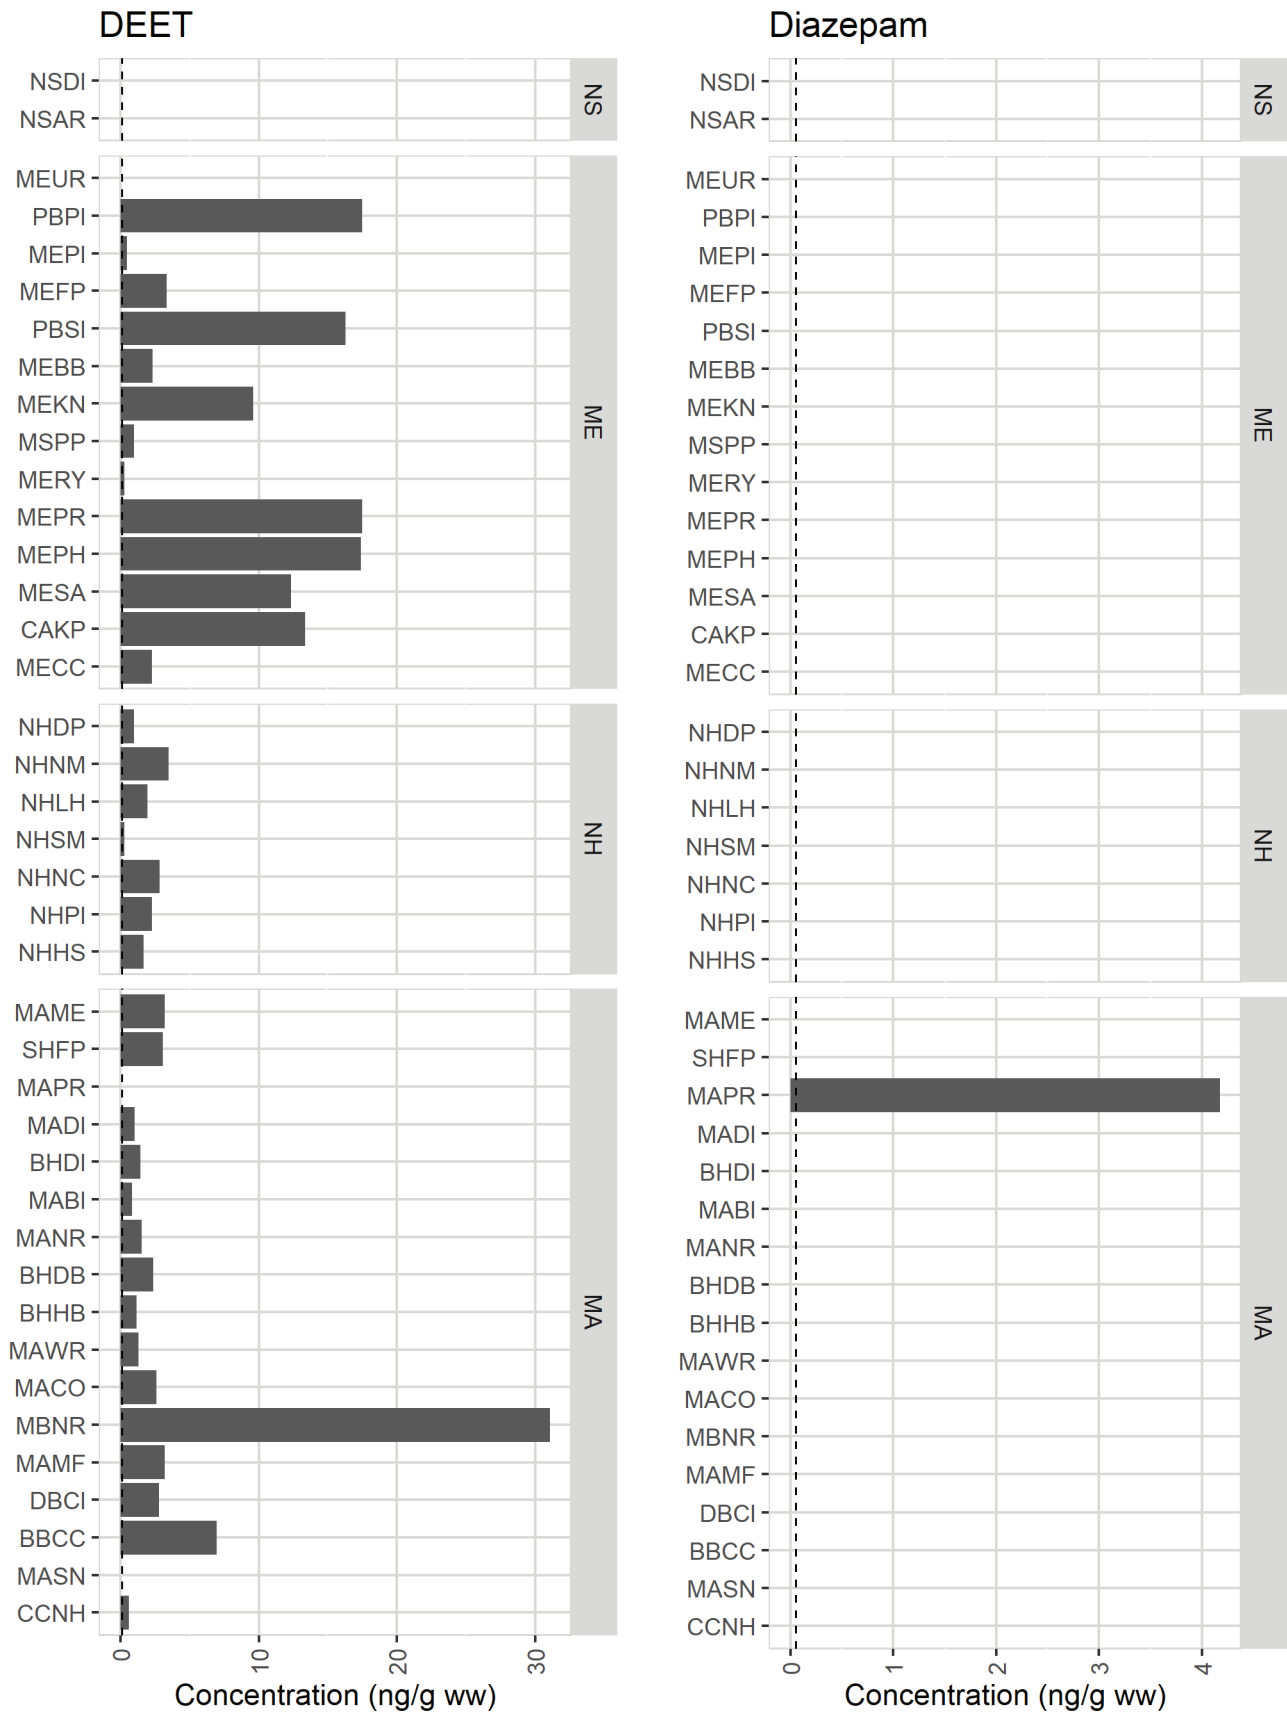 DEET
NSDI
NSAR
NS
MEUR
PBPI
MEPI
MEFP
PBSI
MEBB
MEKN
MSPP
MERY
MEPR
MEPH
MESA
CAKP
MECC
ME
NHDP
NHNM
NHLH
NHSM
NHNC
NHPI
NHHS
NH
MAME
SHFP
MAPR
MADI
BHDI
MABI
MANR
BHDB
BHHB
MAWR
MACO
MBNR
MAMF
DBCI
BBCC
MASN
CCNH
MA
0 10 20 30
Concentration (ng/g ww)
Diazepam
NSDI
NSAR
NS
MEUR
PBPI
MEPI
MEFP
PBSI
MEBB
MEKN
MSPP
MERY
MEPR
MEPH
MESA
CAKP
MECC
ME
NHDP
NHNM
NHLH
NHSM
NHNC
NHPI
NHHS
NH
MAME
SHFP
MAPR
MADI
BHDI
MABI
MANR
BHDB
BHHB
MAWR
MACO
MBNR
MAMF
DBCI
BBCC
MASN
CCNH
MA
0 1 2 3 4
Concentration (ng/g ww)